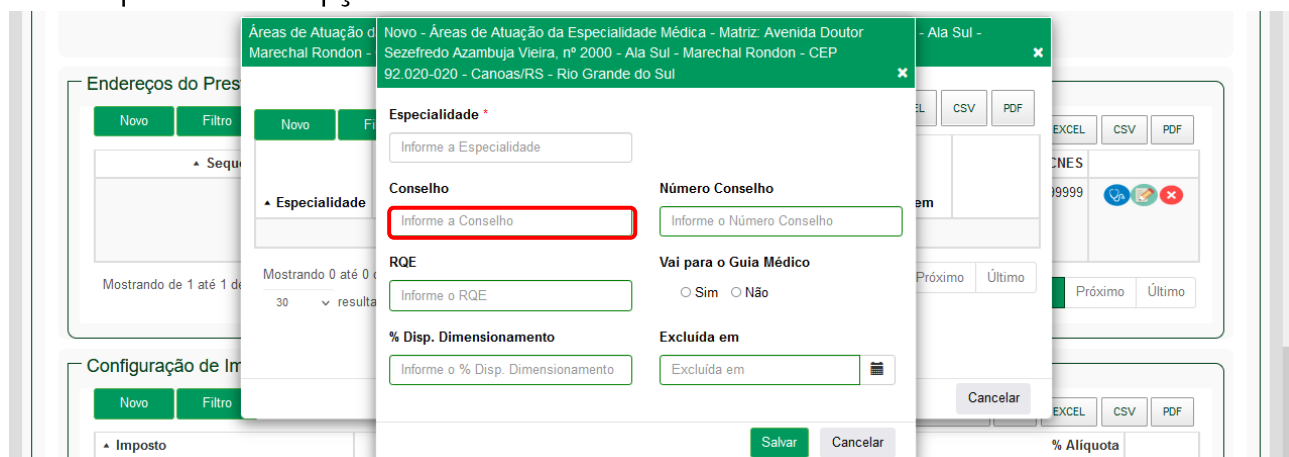 Áreas de Atuação d
Marechal Rondon -
- Ala Sul -
×
Novo - Áreas de Atuação da Especialidade Médica - Matriz: Avenida Doutor
Sezefredo Azambuja Vieira, nº 2000 - Ala Sul - Marechal Rondon - CEP
92.020-020 - Canoas/RS - Rio Grande do Sul
×
Endereços do Pres
Novo Filtro
EXCEL CSV PDF
Sequ
CNES
99999
Mostrando de 1 até 1 de
Próximo Último
Novo Fi
EL CSV PDF
Especialidade
em
Mostrando 0 até 0 d
30 resulta
Próximo Último
Cancelar
Especialidade *
Informe a Especialidade
Conselho Número Conselho
Informe a Conselho Informe o Número Conselho
RQE Vai para o Guia Médico
Informe o RQE Sim Não
% Disp. Dimensionamento Excluída em
Informe o % Disp. Dimensionamento Excluída em
Salvar Cancelar
Configuração de Im
Novo Filtro
EXCEL CSV PDF
Imposto
% Alíquota